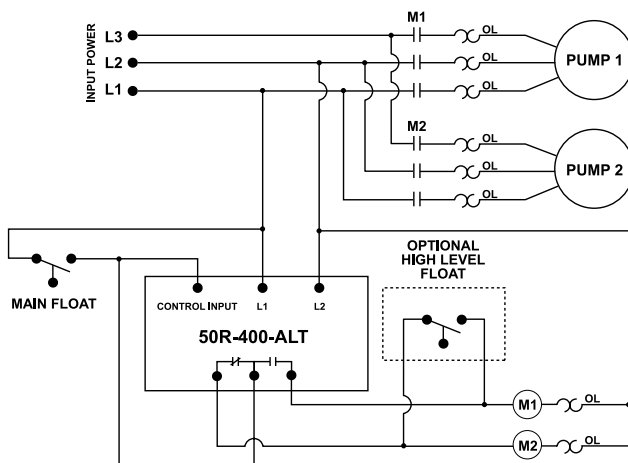 M1
L3
OL
INPUT POWER
L2
OL
PUMP 1
L1
OL
M2
OL
OL
PUMP 2
OL
OPTIONAL
HIGH LEVEL
FLOAT
MAIN FLOAT
CONTROL INPUT
L1
L2
50R-400-ALT
M1
OL
M2
OL